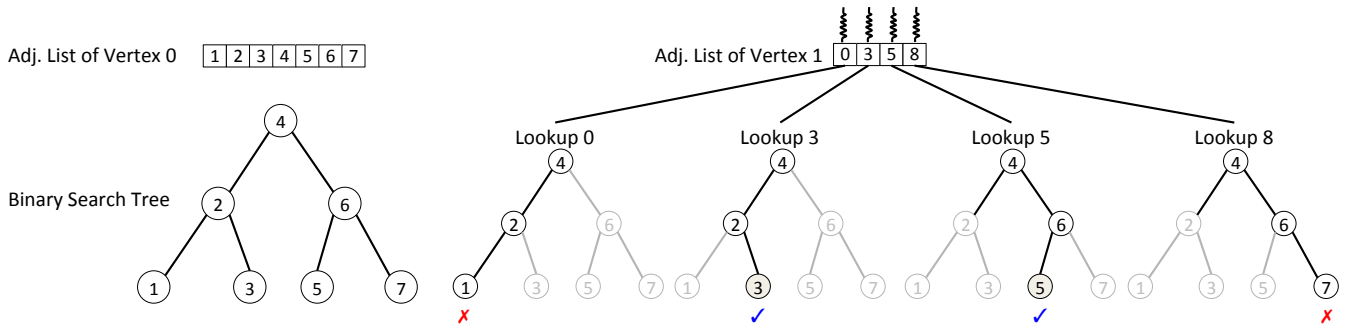 Adj. List of Vertex 0 1 2 3 4 5 6 7
Adj. List of Vertex 1 0 3 5 8
Binary Search Tree
4
2 6
1 3 5 7
Lookup 0 Lookup 3 Lookup 5 Lookup 8
4 4 4 4
2 6 2 6 2 6 2 6
1 3 5 7 1 3 5 7 1 3 5 7 1 3 5 7
✗ ✓ ✓ ✗